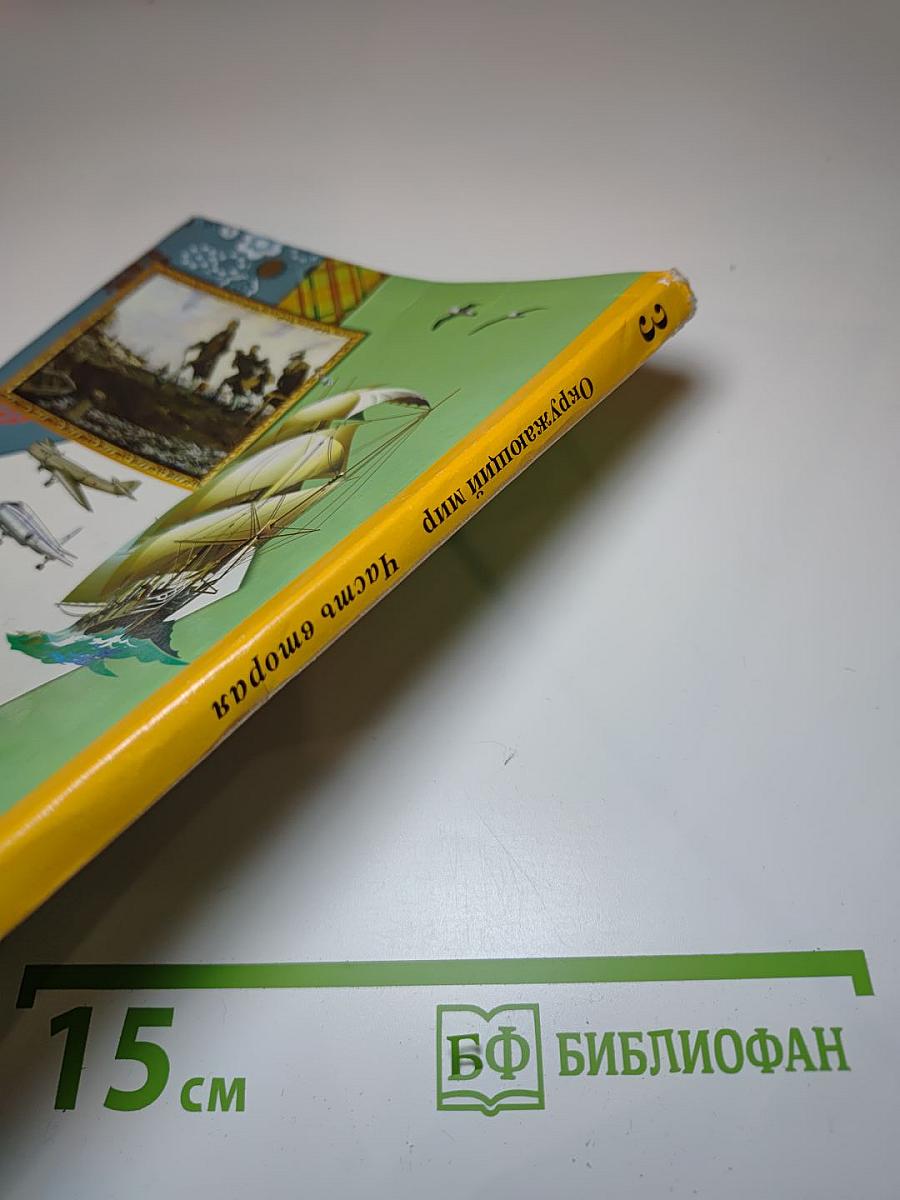 3
Окружающий мир
Часть вторая
15 см
БФ
БИБЛИОФАН